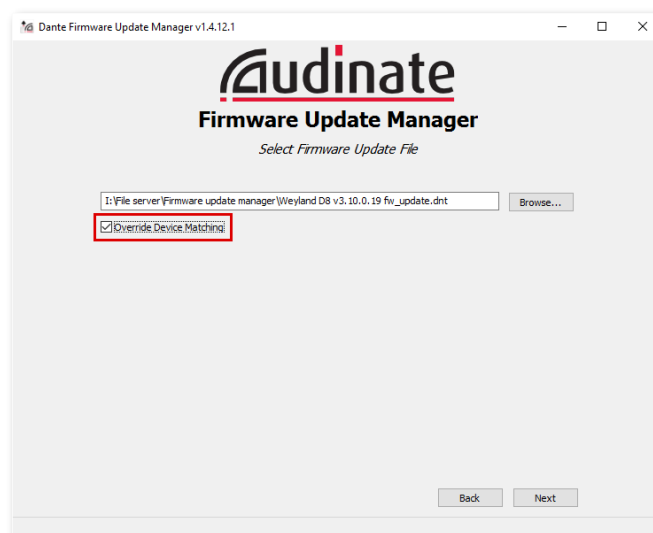 Dante Firmware Update Manager v1.4.12.1
Audinate
Firmware Update Manager
Select Firmware Update File
I:\File server\Firmware update manager\Weyland D8 v3.10.0.19 fw_update.dnt
Browse...
Override Device Matching
Back
Next